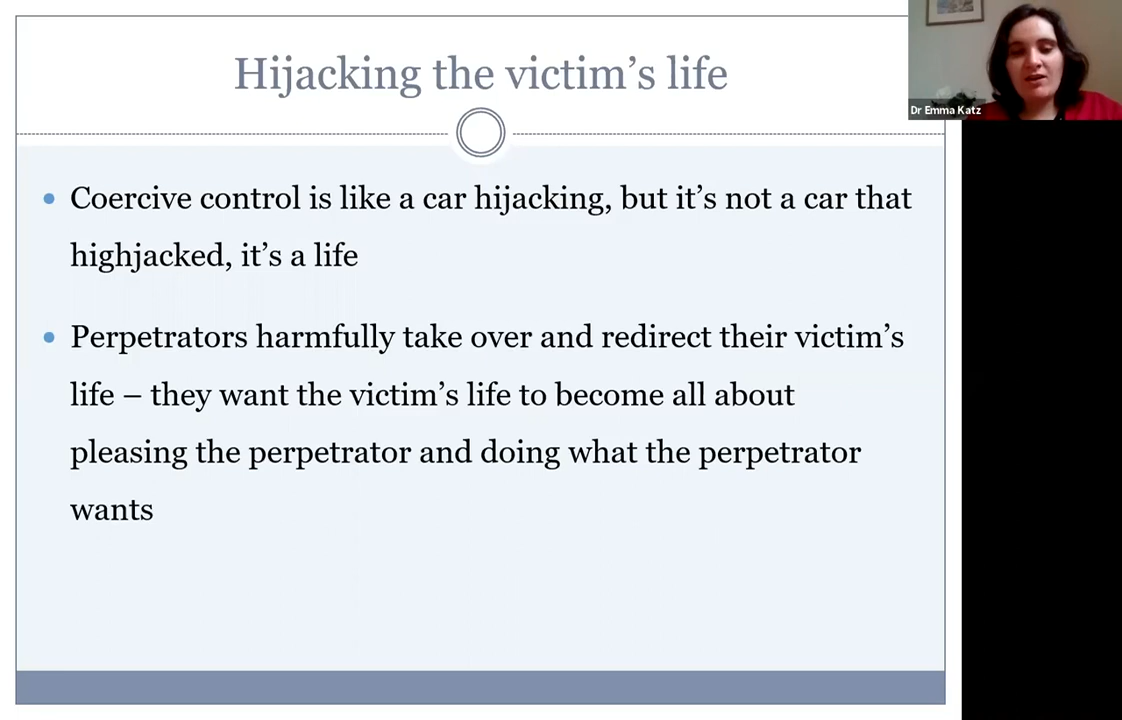 Hijacking the victim's life
Dr Emma Katz
• Coercive control is like a car hijacking, but it's not a car that
highjacked, it's a life
• Perpetrators harmfully take over and redirect their victim's
life – they want the victim's life to become all about
pleasing the perpetrator and doing what the perpetrator
wants